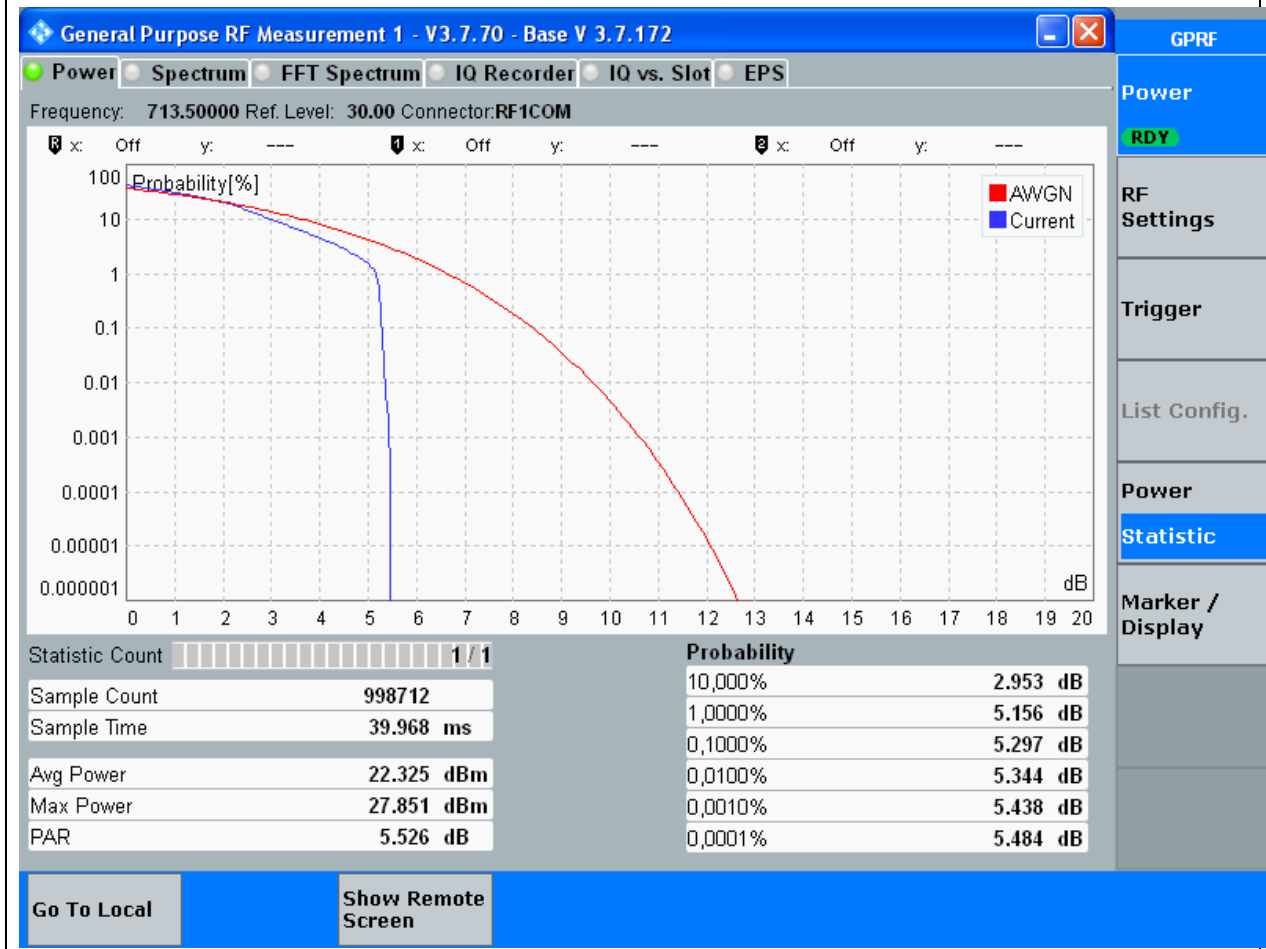 General Purpose RF Measurement 1 - V3.7.70 - Base V 3.7.172
GPRF
Power Spectrum FFT Spectrum IQ Recorder IQ vs. Slot EPS
Frequency: 713.50000 Ref. Level: 30.00 Connector:RF1COM
R x: Off y: --- 1 x: Off y: --- 2 x: Off y: ---
Probability[%]
AWGN
Current
100
10
1
0.1
0.01
0.001
0.0001
0.00001
0.000001
dB
0 1 2 3 4 5 6 7 8 9 10 11 12 13 14 15 16 17 18 19 20
Statistic Count 1 / 1
Sample Count 998712
Sample Time 39.968 ms
Avg Power 22.325 dBm
Max Power 27.851 dBm
PAR 5.526 dB
Probability
10,000% 2.953 dB
1,0000% 5.156 dB
0,1000% 5.297 dB
0,0100% 5.344 dB
0,0010% 5.438 dB
0,0001% 5.484 dB
Power
RDY
RF
Settings
Trigger
List Config.
Power
Statistic
Marker /
Display
Go To Local
Show Remote
Screen